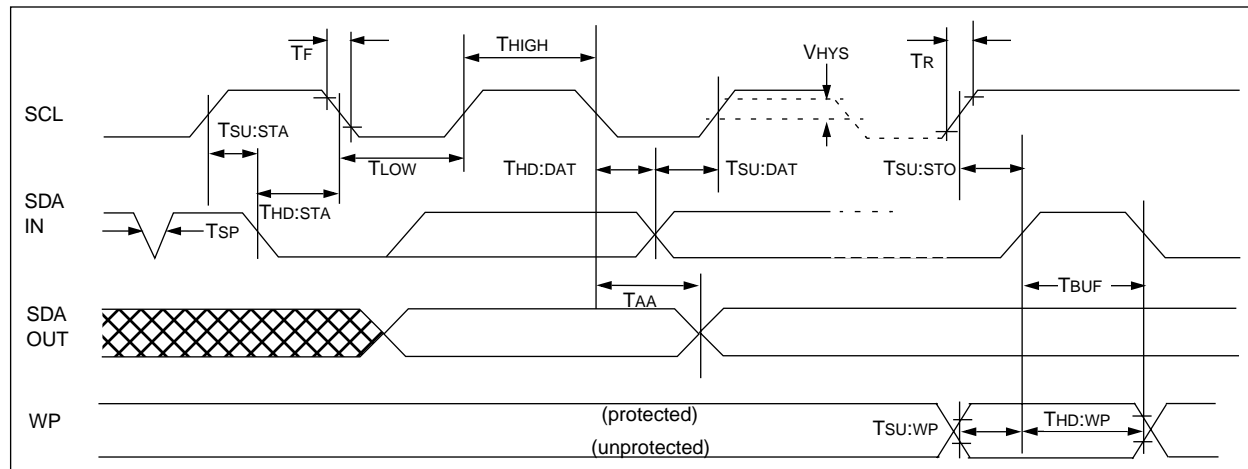 TF
THIGH
VHYS
TR
SCL
TSU:STA
TLOW
THD:DAT
TSU:DAT
TSU:STO
SDA
IN
THD:STA
TSP
TBUF
TAA
SDA
OUT
WP
(protected)
(unprotected)
TSU:WP
THD:WP